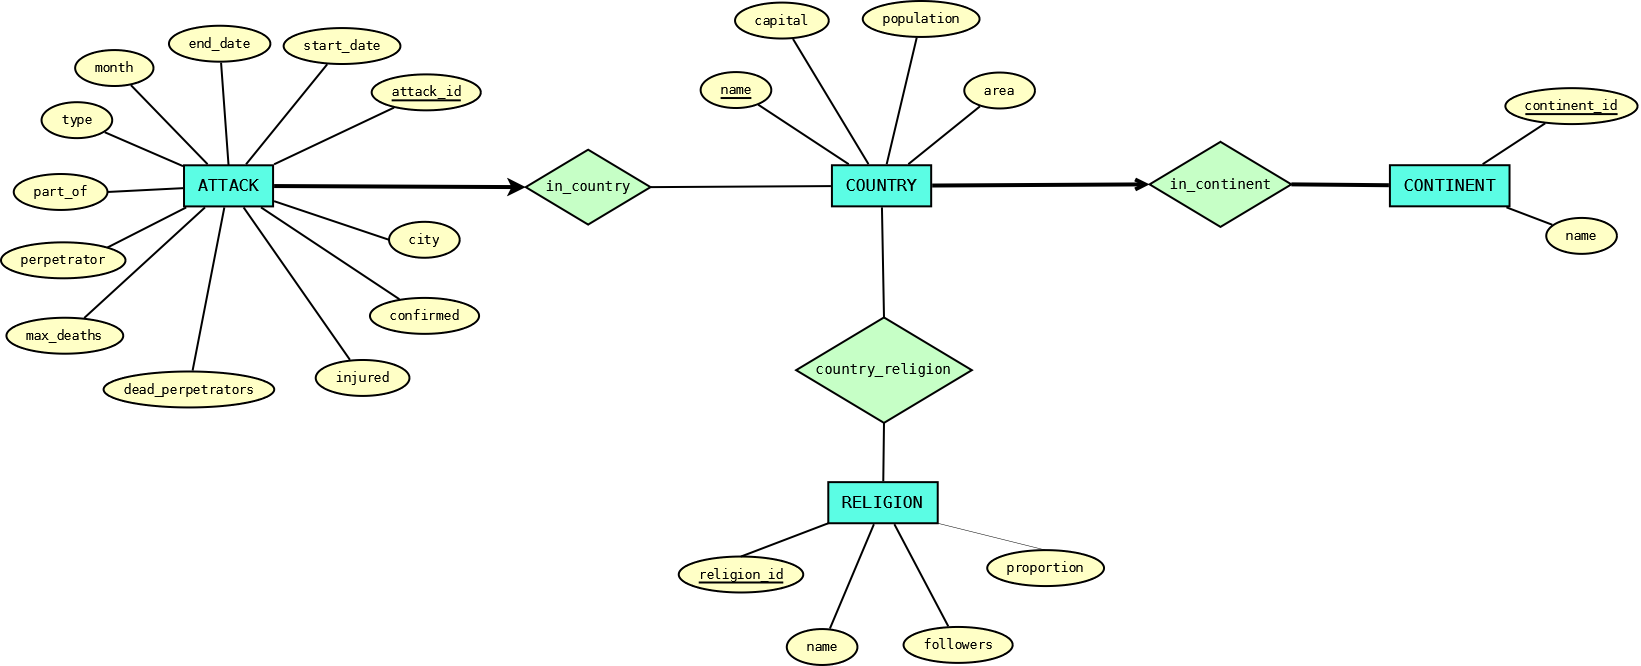 capital
population
end_date
start_date
month
name
area
attack_id
continent_id
type
ATTACK
in_country
COUNTRY
in_continent
CONTINENT
part_of
city
name
perpetrator
confirmed
max_deaths
country_religion
injured
dead_perpetrators
RELIGION
proportion
religion_id
followers
name